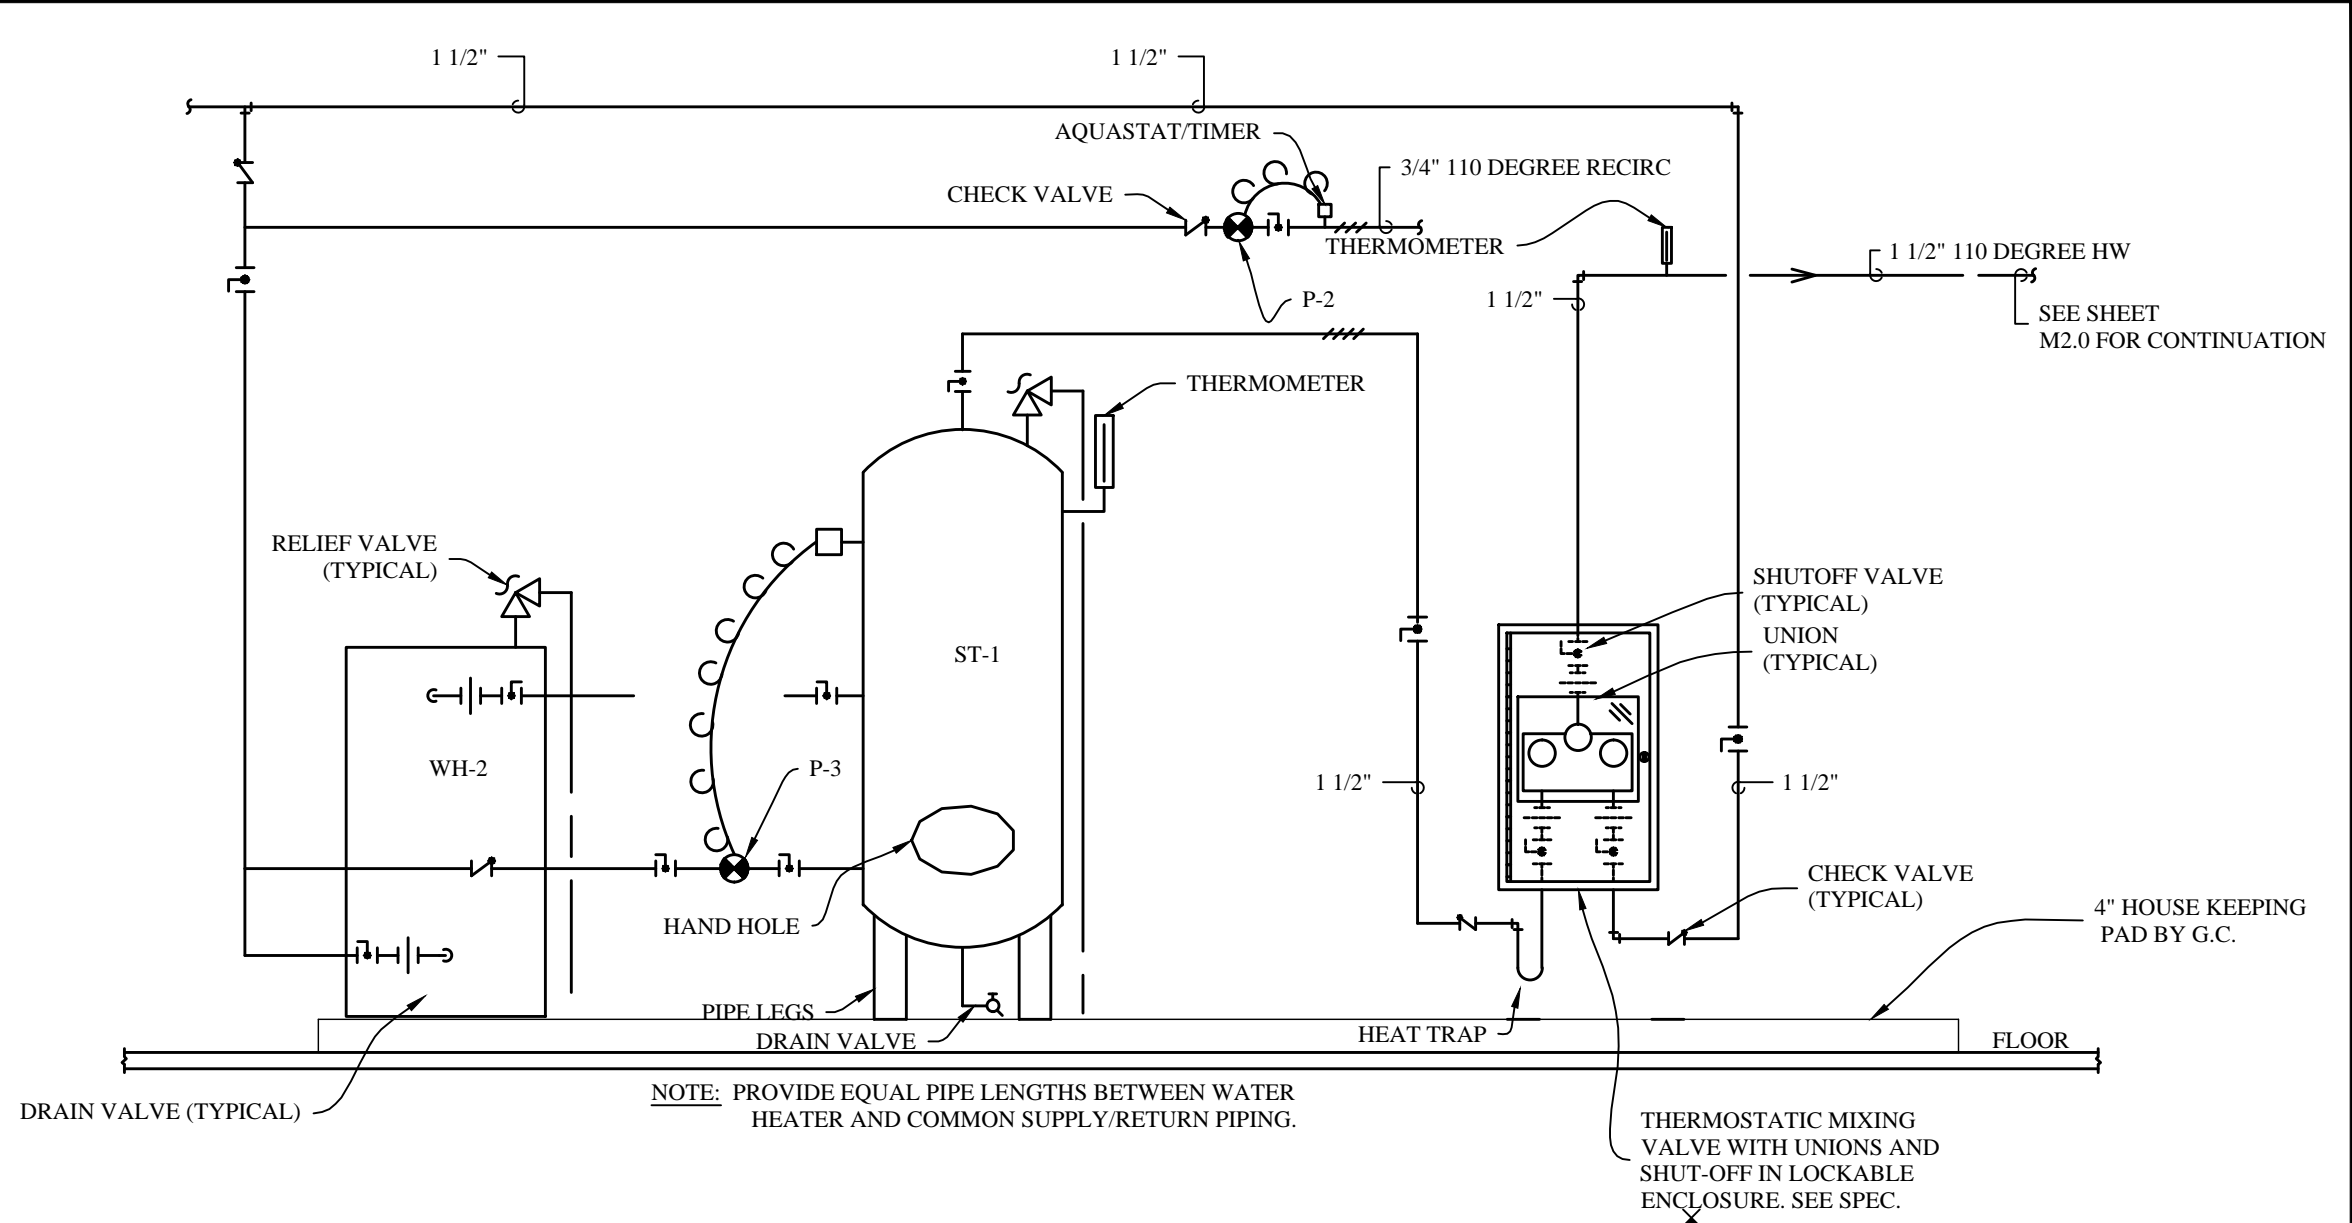 1 1/2"
1 1/2"
AQUASTAT/TIMER
3/4" 110 DEGREE RECIRC
CHECK VALVE
THERMOMETER
1 1/2" 110 DEGREE HW
P-2
1 1/2"
SEE SHEET
M2.0 FOR CONTINUATION
THERMOMETER
RELIEF VALVE
(TYPICAL)
SHUTOFF VALVE
(TYPICAL)
UNION
(TYPICAL)
ST-1
WH-2
P-3
1 1/2"
1 1/2"
CHECK VALVE
(TYPICAL)
HAND HOLE
4" HOUSE KEEPING
PAD BY G.C.
PIPE LEGS
DRAIN VALVE
HEAT TRAP
FLOOR
DRAIN VALVE (TYPICAL)
NOTE: PROVIDE EQUAL PIPE LENGTHS BETWEEN WATER
HEATER AND COMMON SUPPLY/RETURN PIPING.
THERMOSTATIC MIXING
VALVE WITH UNIONS AND
SHUT-OFF IN LOCKABLE
ENCLOSURE. SEE SPEC.